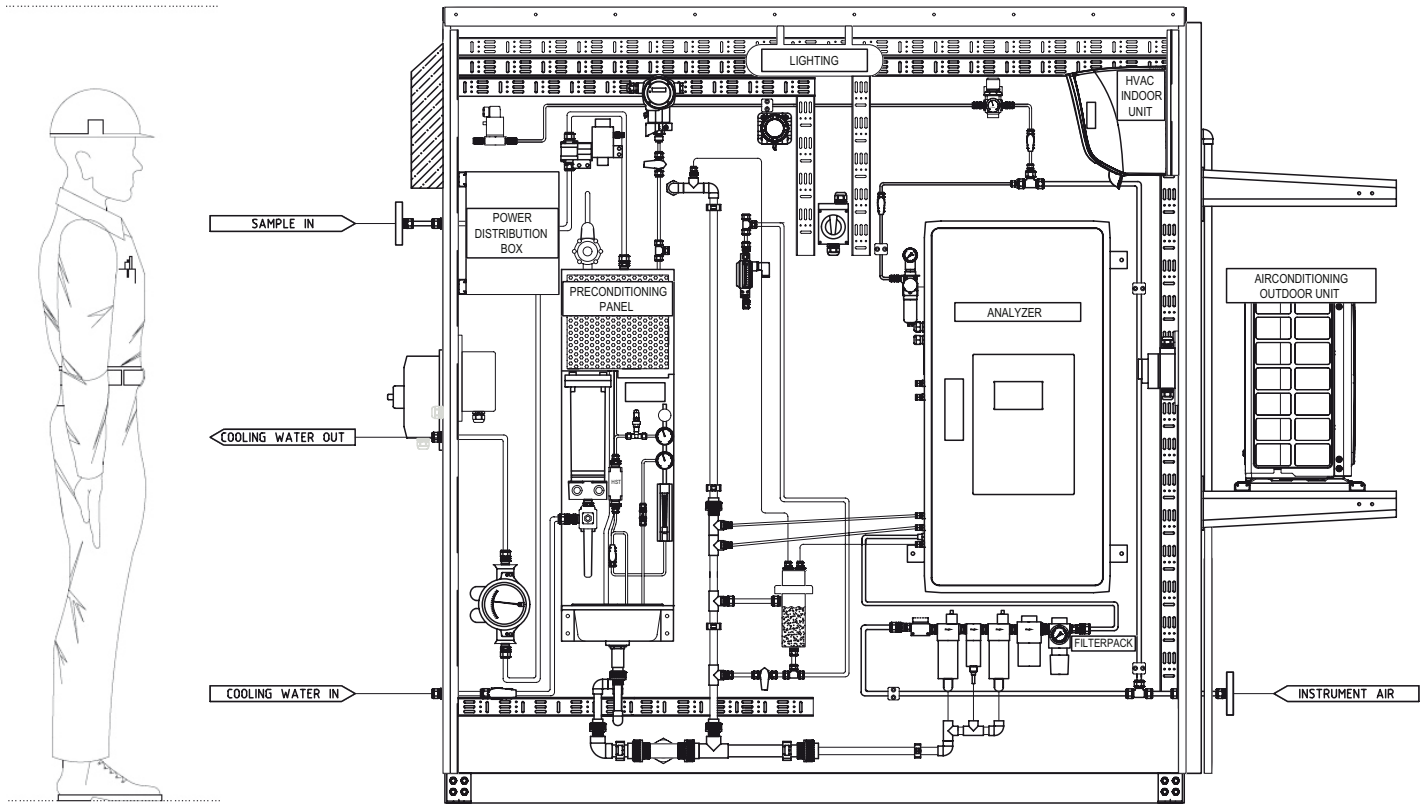 LIGHTING
HVAC
INDOOR
UNIT
SAMPLE IN
POWER
DISTRIBUTION
BOX
PRECONDITIONING
PANEL
AIRCONDITIONING
OUTDOOR UNIT
ANALYZER
COOLING WATER OUT
HST
FILTERPACK
COOLING WATER IN
INSTRUMENT AIR